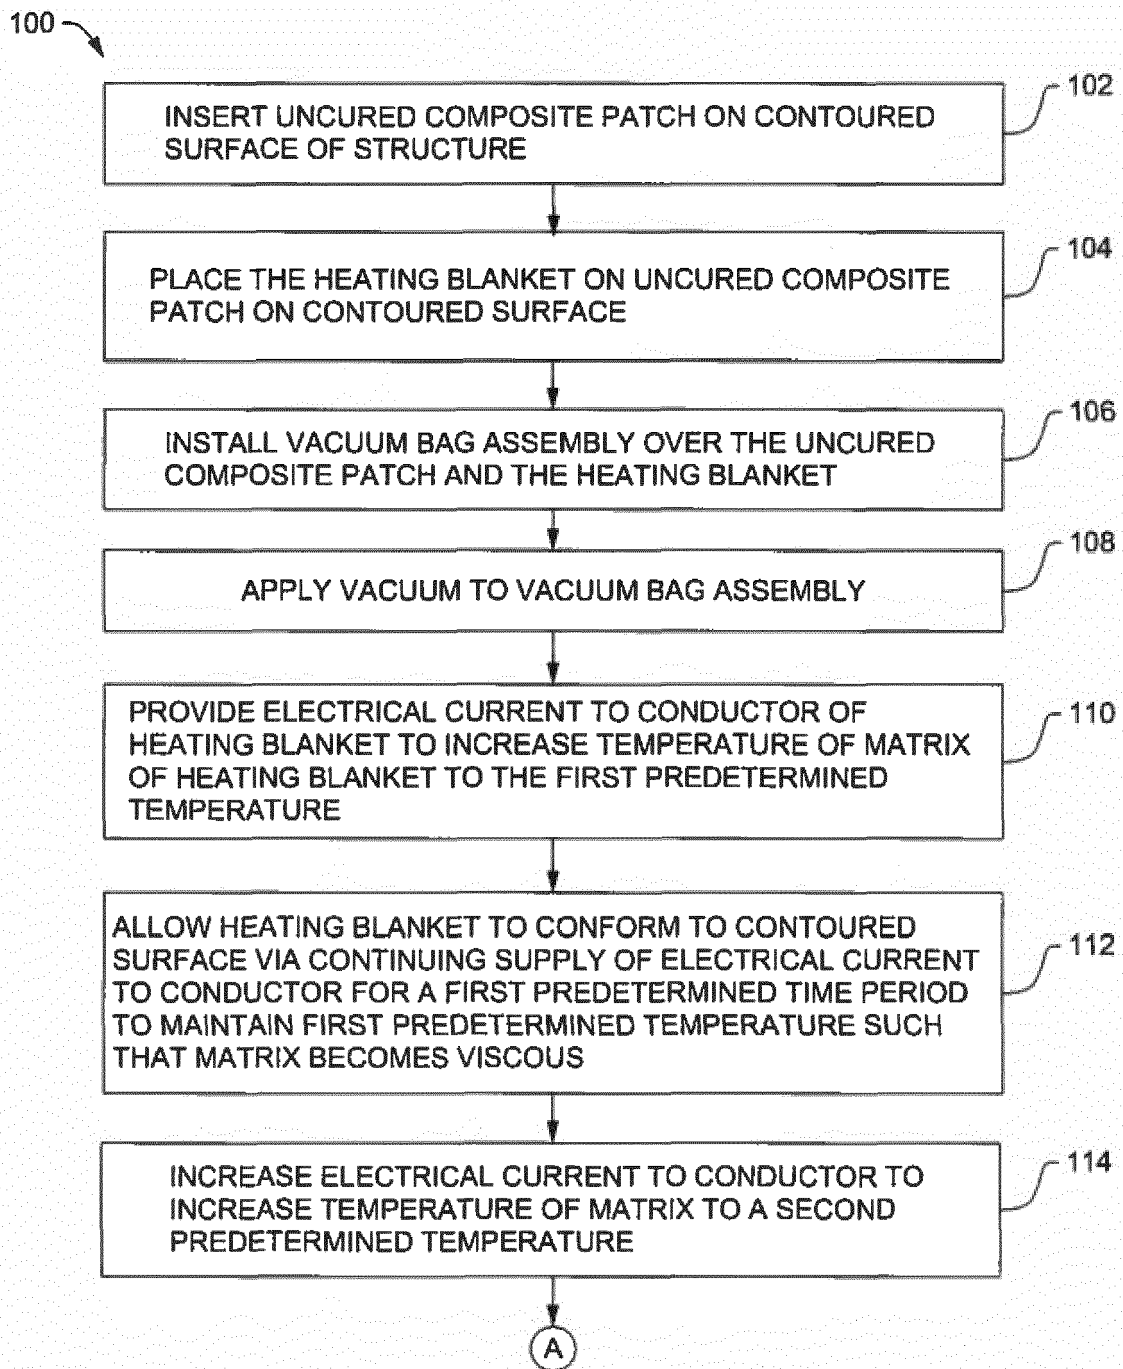 100
102
INSERT UNCURED COMPOSITE PATCH ON CONTOURED
SURFACE OF STRUCTURE
104
PLACE THE HEATING BLANKET ON UNCURED COMPOSITE
PATCH ON CONTOURED SURFACE
106
INSTALL VACUUM BAG ASSEMBLY OVER THE UNCURED
COMPOSITE PATCH AND THE HEATING BLANKET
108
APPLY VACUUM TO VACUUM BAG ASSEMBLY
110
PROVIDE ELECTRICAL CURRENT TO CONDUCTOR OF
HEATING BLANKET TO INCREASE TEMPERATURE OF MATRIX
OF HEATING BLANKET TO THE FIRST PREDETERMINED
TEMPERATURE
112
ALLOW HEATING BLANKET TO CONFORM TO CONTOURED
SURFACE VIA CONTINUING SUPPLY OF ELECTRICAL CURRENT
TO CONDUCTOR FOR A FIRST PREDETERMINED TIME PERIOD
TO MAINTAIN FIRST PREDETERMINED TEMPERATURE SUCH
THAT MATRIX BECOMES VISCOUS
114
INCREASE ELECTRICAL CURRENT TO CONDUCTOR TO
INCREASE TEMPERATURE OF MATRIX TO A SECOND
PREDETERMINED TEMPERATURE
A